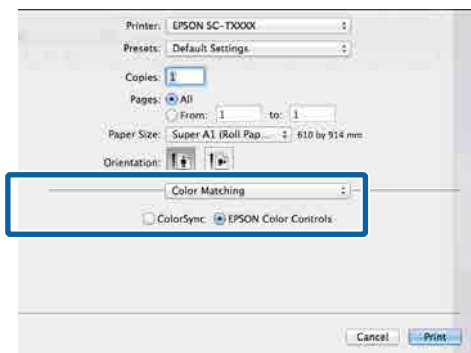 Printer: EPSON SC-TXXXX
Presets: Default Settings
Copies: 1
Pages: All
From: 1 to: 1
Paper Size: Super A1 (Roll Pap... 610 by 914 mm
Orientation:
Color Matching
ColorSync EPSON Color Controls
Cancel Print